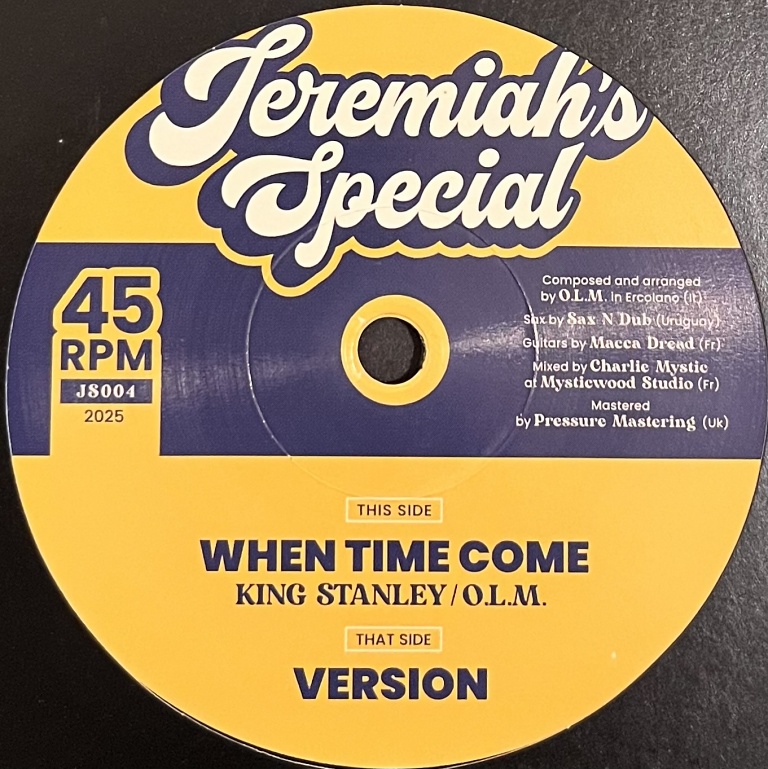 Jeremiah's
Special
45
RPM
JS004
2025
Composed and arranged
by O.L.M. in Ercolano (It)
Sax by Sax N Dub (Uruguay)
Guitars by Macca Dread (Fr)
Mixed by Charlie Mystic
at Mysticwood Studio (Fr)
Mastered
by Pressure Mastering (Uk)
THIS SIDE
WHEN TIME COME
KING STANLEY / O.L.M.
THAT SIDE
VERSION